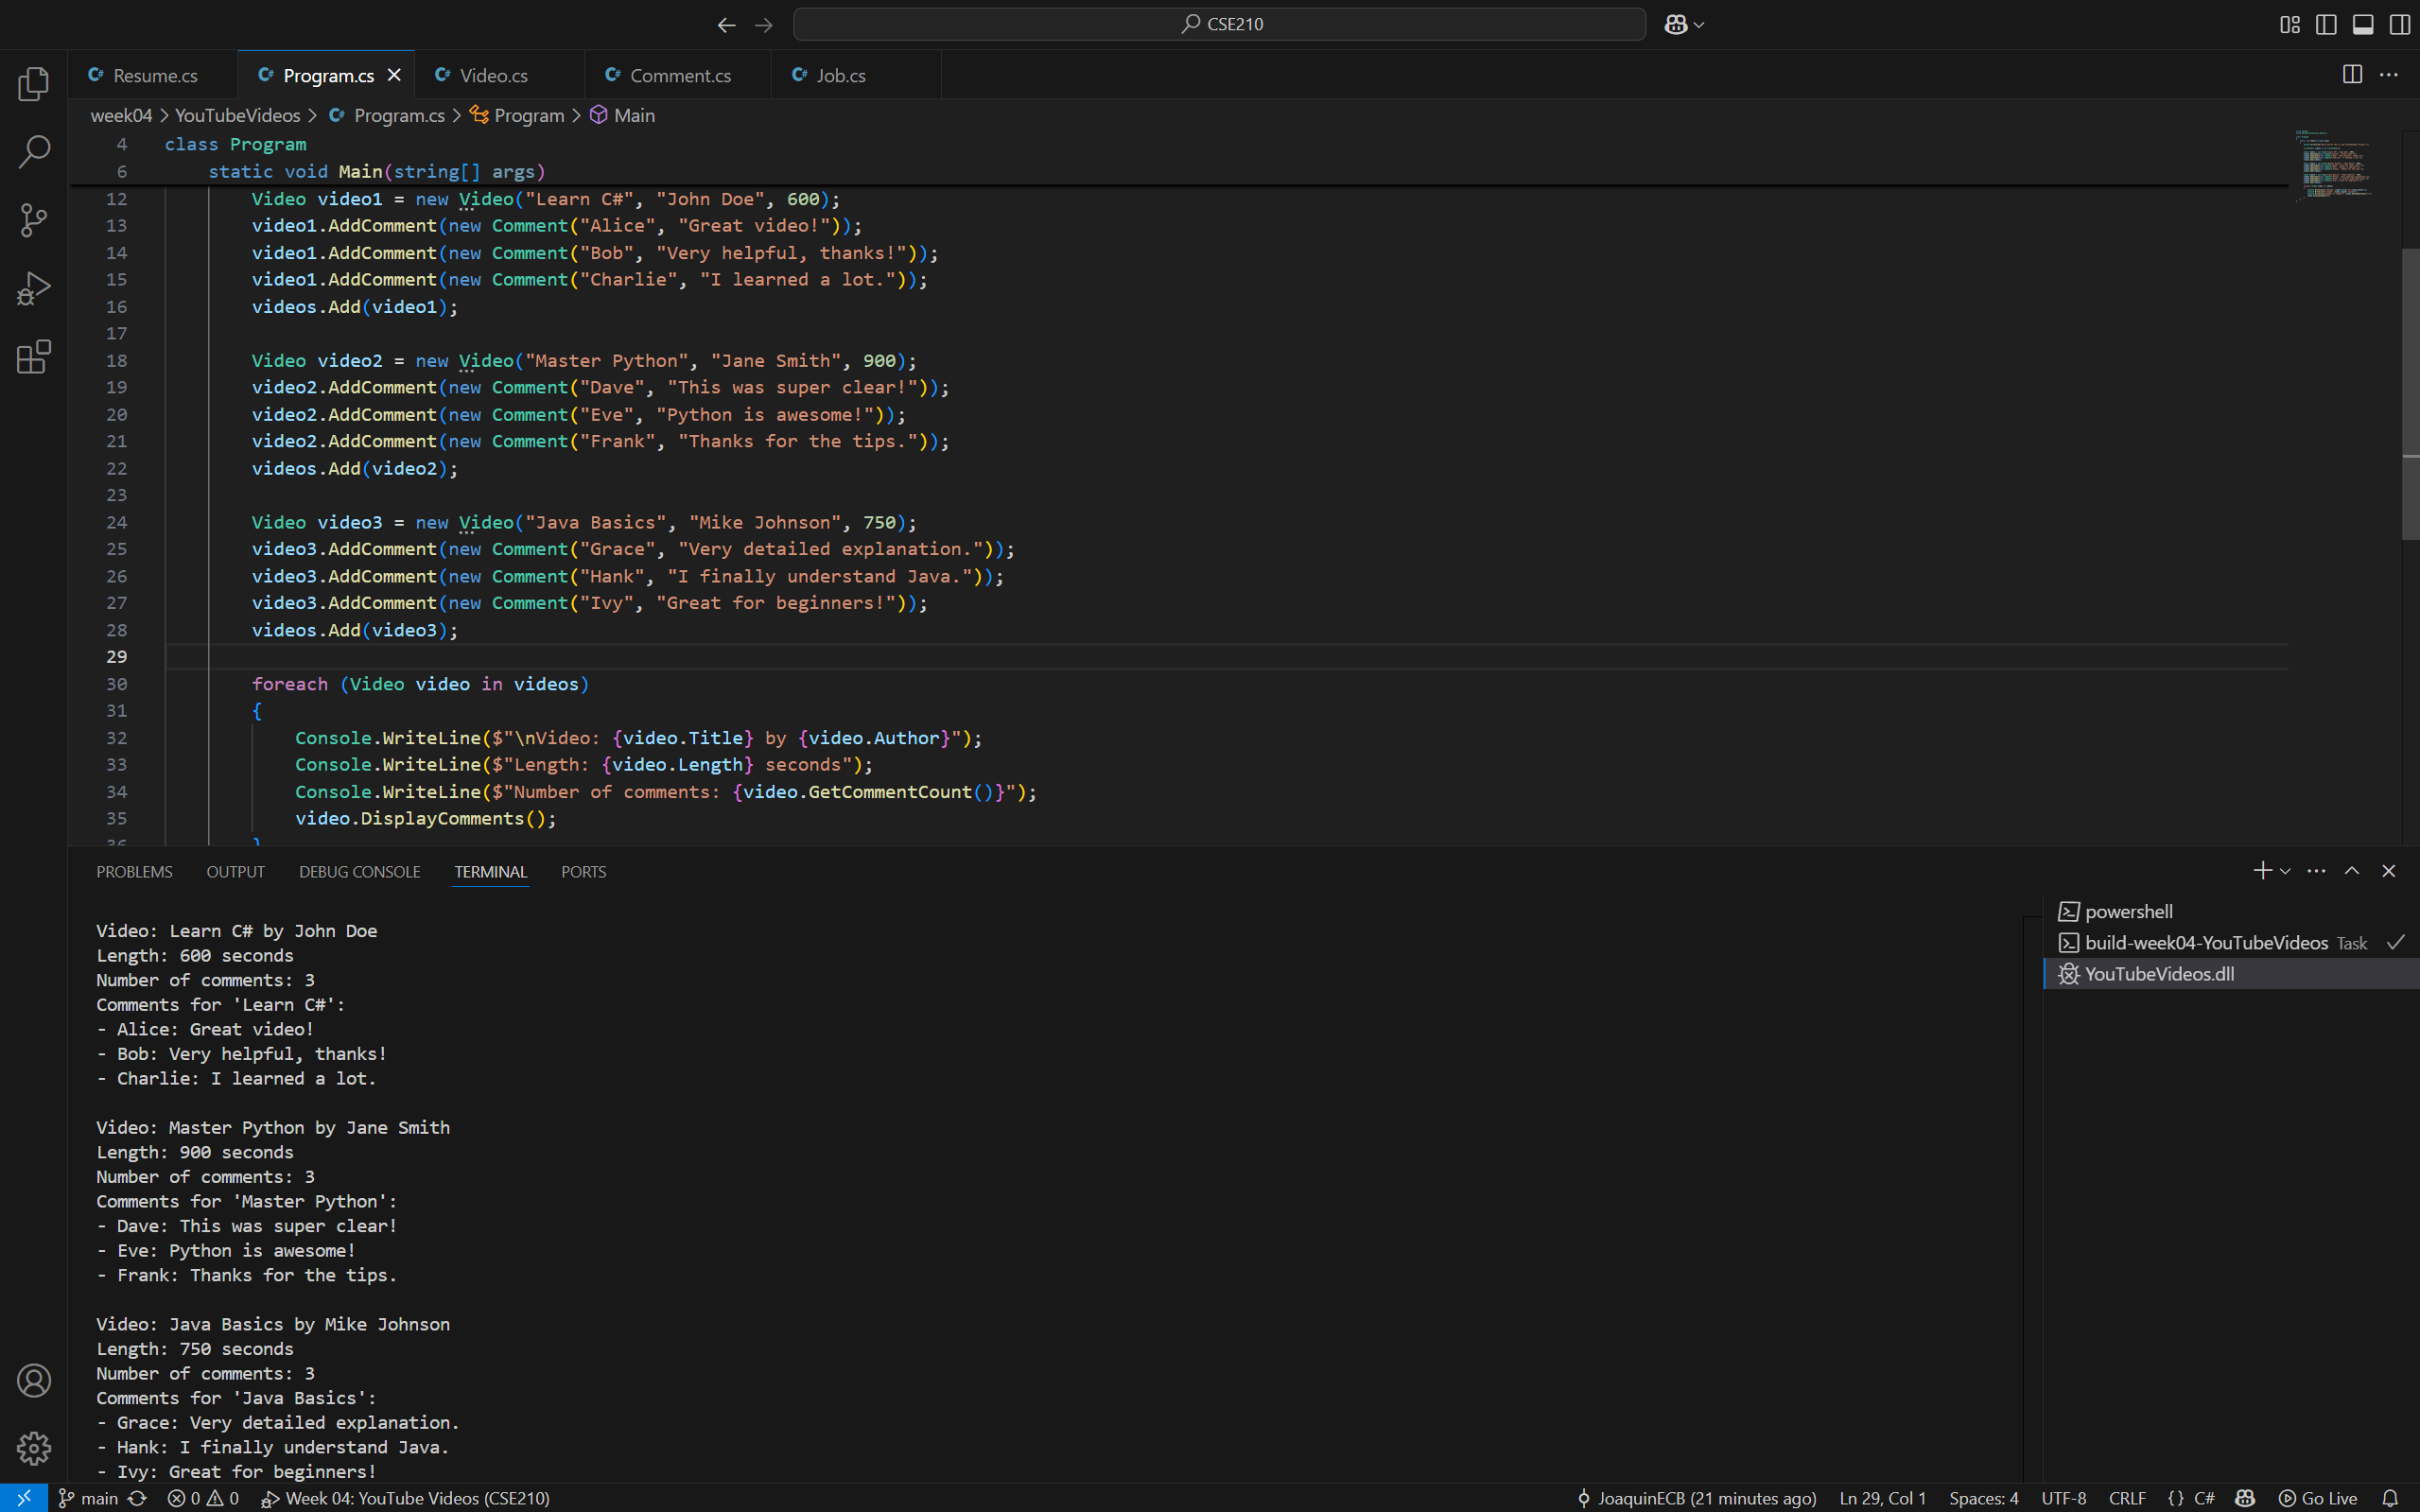 CSE210
Resume.cs
Program.cs
Video.cs
Comment.cs
Job.cs
week04 > YouTubeVideos > Program.cs > Program > Main
4 class Program
6 static void Main(string[] args)
12 Video video1 = new Video("Learn C#", "John Doe", 600);
13 video1.AddComment(new Comment("Alice", "Great video!"));
14 video1.AddComment(new Comment("Bob", "Very helpful, thanks!"));
15 video1.AddComment(new Comment("Charlie", "I learned a lot."));
16 videos.Add(video1);
17
18 Video video2 = new Video("Master Python", "Jane Smith", 900);
19 video2.AddComment(new Comment("Dave", "This was super clear!"));
20 video2.AddComment(new Comment("Eve", "Python is awesome!"));
21 video2.AddComment(new Comment("Frank", "Thanks for the tips."));
22 videos.Add(video2);
23
24 Video video3 = new Video("Java Basics", "Mike Johnson", 750);
25 video3.AddComment(new Comment("Grace", "Very detailed explanation."));
26 video3.AddComment(new Comment("Hank", "I finally understand Java."));
27 video3.AddComment(new Comment("Ivy", "Great for beginners!"));
28 videos.Add(video3);
29
30 foreach (Video video in videos)
31 {
32 Console.WriteLine($"\nVideo: {video.Title} by {video.Author}");
33 Console.WriteLine($"Length: {video.Length} seconds");
34 Console.WriteLine($"Number of comments: {video.GetCommentCount()}");
35 video.DisplayComments();
36 }
PROBLEMS OUTPUT DEBUG CONSOLE TERMINAL PORTS
Video: Learn C# by John Doe
Length: 600 seconds
Number of comments: 3
Comments for 'Learn C#':
- Alice: Great video!
- Bob: Very helpful, thanks!
- Charlie: I learned a lot.
Video: Master Python by Jane Smith
Length: 900 seconds
Number of comments: 3
Comments for 'Master Python':
- Dave: This was super clear!
- Eve: Python is awesome!
- Frank: Thanks for the tips.
Video: Java Basics by Mike Johnson
Length: 750 seconds
Number of comments: 3
Comments for 'Java Basics':
- Grace: Very detailed explanation.
- Hank: I finally understand Java.
- Ivy: Great for beginners!
powershell
build-week04-YouTubeVideos Task
YouTubeVideos.dll
main 0 0 Week 04: YouTube Videos (CSE210) JoaquinECB (21 minutes ago) Ln 29, Col 1 Spaces: 4 UTF-8 CRLF {} C# Go Live